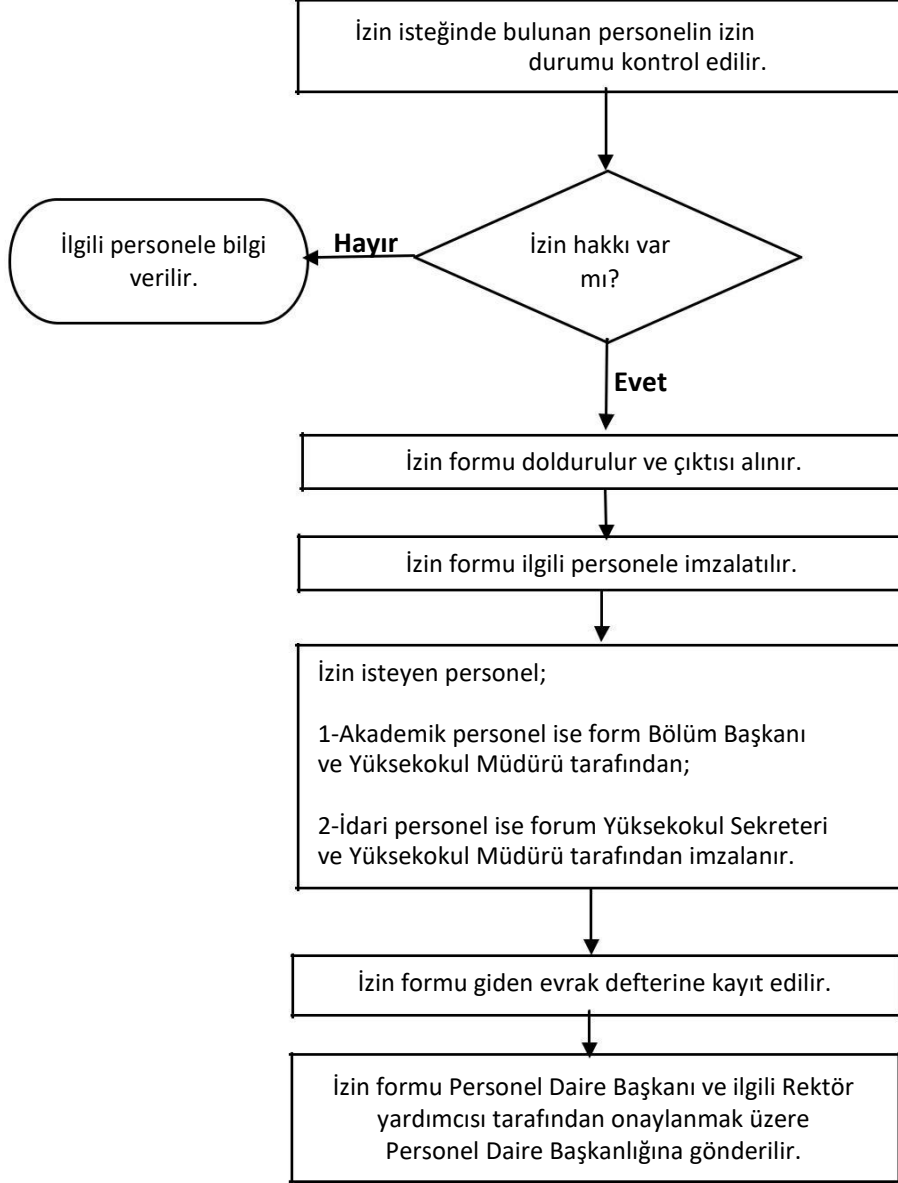 İzin isteğinde bulunan personelin izin
durumu kontrol edilir.
İlgili personele bilgi
verilir.
Hayır
İzin hakkı var
mı?
Evet
İzin formu doldurulur ve çıktısı alınır.
İzin formu ilgili personele imzalatılır.
İzin isteyen personel;
1-Akademik personel ise form Bölüm Başkanı
ve Yüksekokul Müdürü tarafından;
2-İdari personel ise forum Yüksekokul Sekreteri
ve Yüksekokul Müdürü tarafından imzalanır.
İzin formu giden evrak defterine kayıt edilir.
İzin formu Personel Daire Başkanı ve ilgili Rektör
yardımcısı tarafından onaylanmak üzere
Personel Daire Başkanlığına gönderilir.